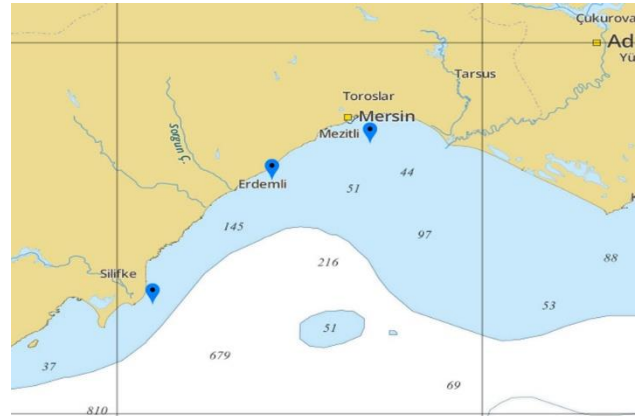 Çukurova
Ad
Yü
Tarsus
Toroslar
Mersin
Mezitli
Sorgun Ç.
Erdemli
44
51
145
97
216
88
Silifke
53
51
37
679
69
810